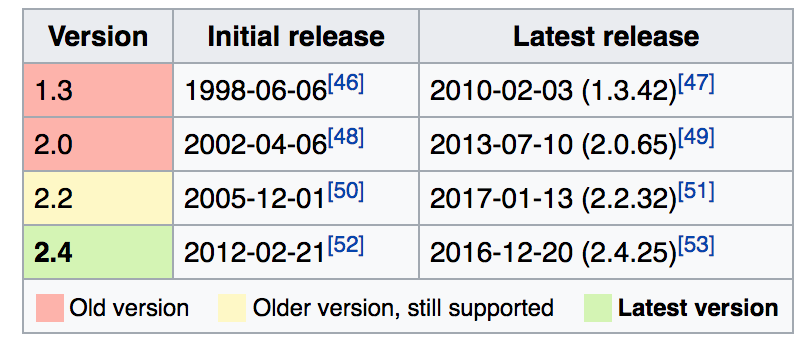 Version Initial release Latest release
1.3 1998-06-06[46] 2010-02-03 (1.3.42)[47]
2.0 2002-04-06[48] 2013-07-10 (2.0.65)[49]
2.2 2005-12-01[50] 2017-01-13 (2.2.32)[51]
2.4 2012-02-21[52] 2016-12-20 (2.4.25)[53]
Old version Older version, still supported Latest version